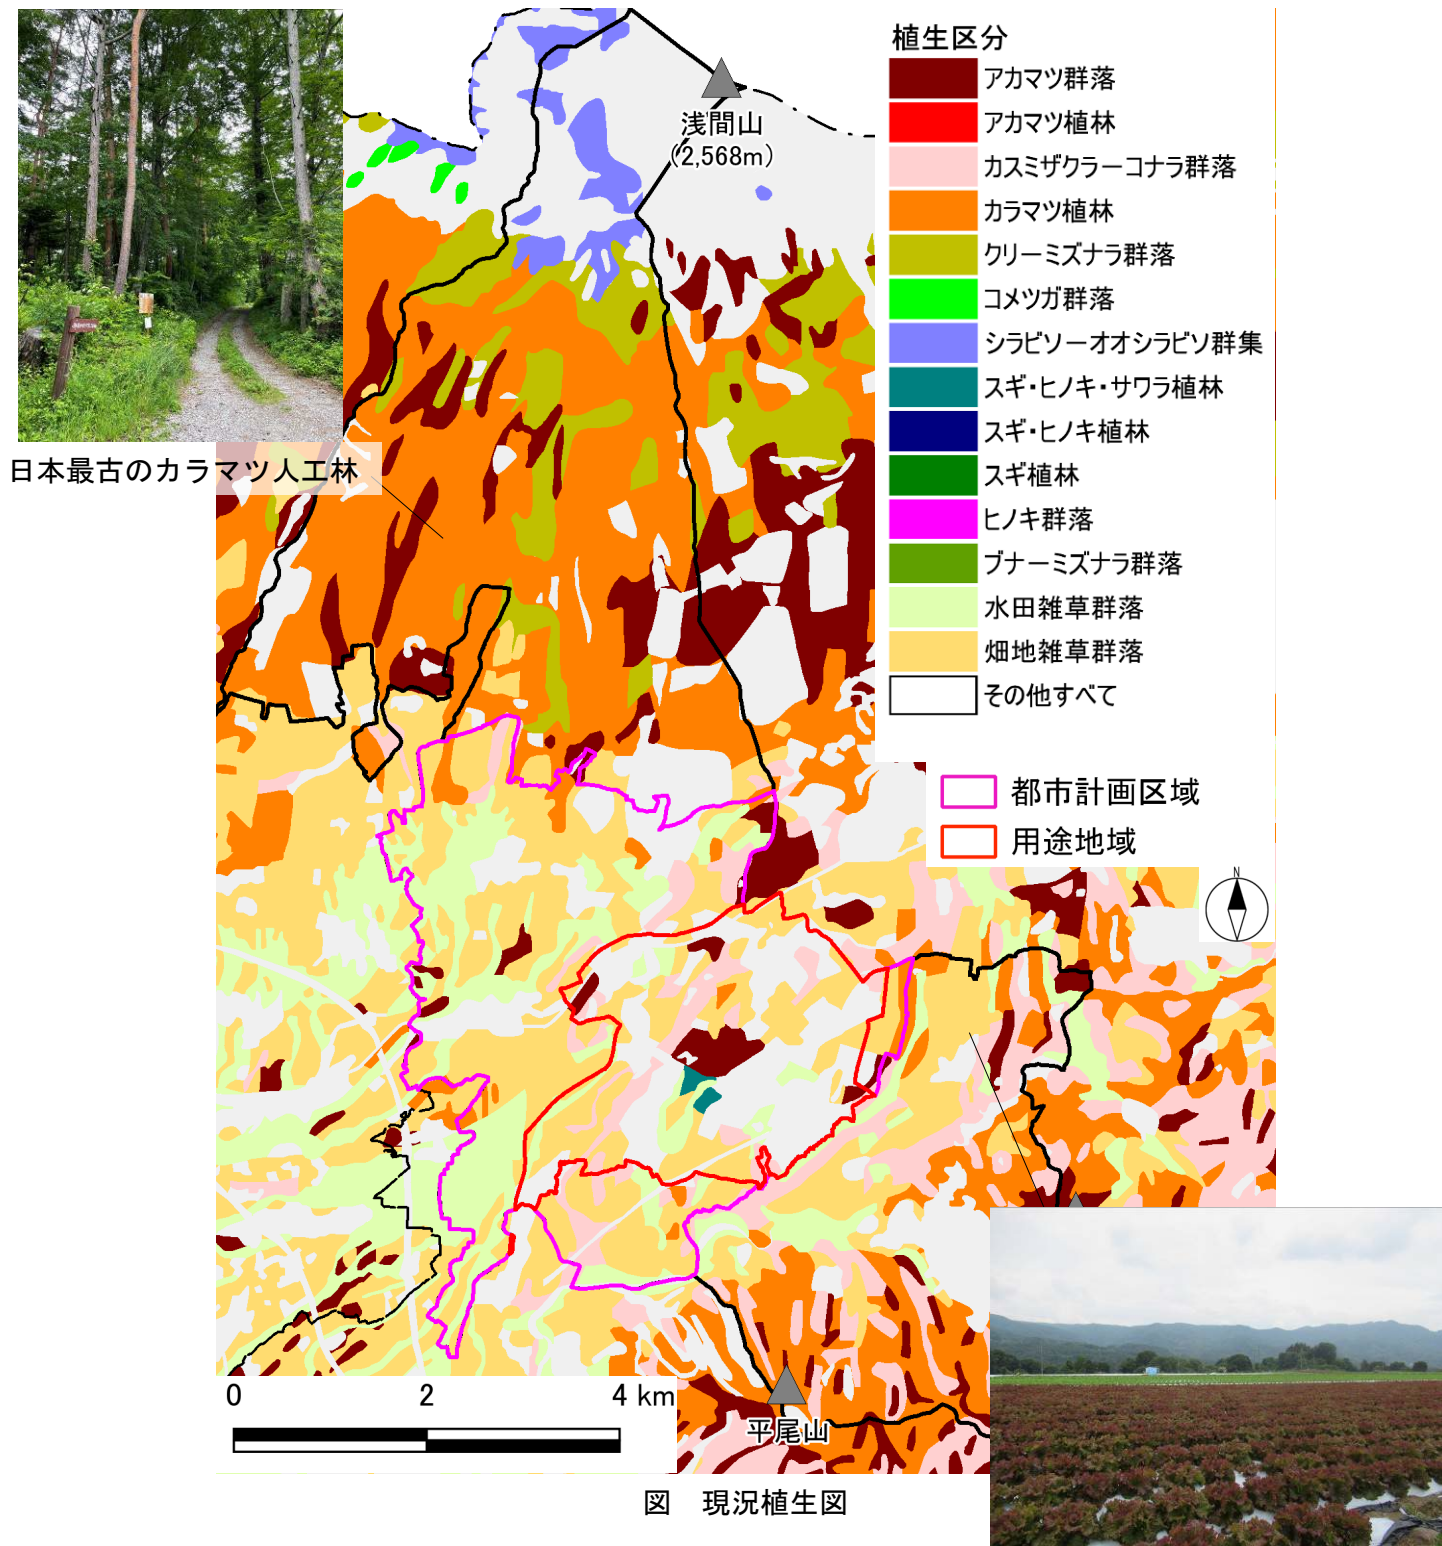 植生区分
アカマツ群落
アカマツ植林
カスミザクラーコナラ群落
カラマツ植林
クリーミズナラ群落
コメツガ群落
シラビソーオオシラビソ群集
スギ・ヒノキ・サワラ植林
スギ・ヒノキ植林
スギ植林
ヒノキ群落
ブナーミズナラ群落
水田雑草群落
畑地雑草群落
その他すべて
浅間山
(2,568m)
日本最古のカラマツ人工林
都市計画区域
用途地域
N
0 2 4 km
平尾山
図 現況植生図